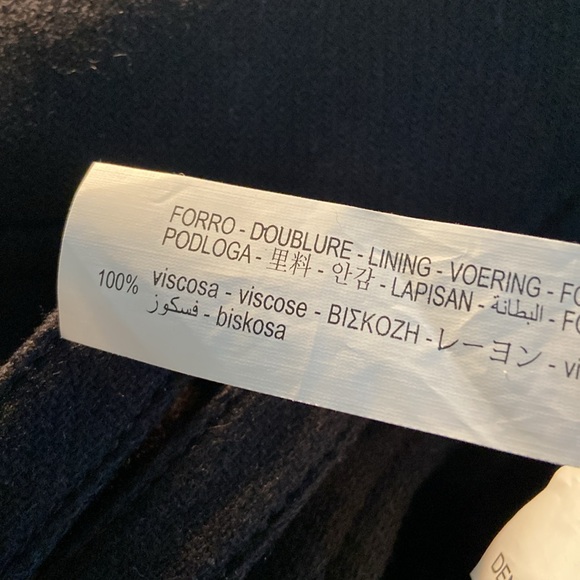 FORRO - DOUBLURE - LINING - VOERING - FO
PODLOGA - 里料 - 안감 - LAPISAN - البطانة - FO
100% viscosa - viscose - ΒΙΣΚΟΖΗ - レーヨン - vi
فسكوز - biskosa
DE